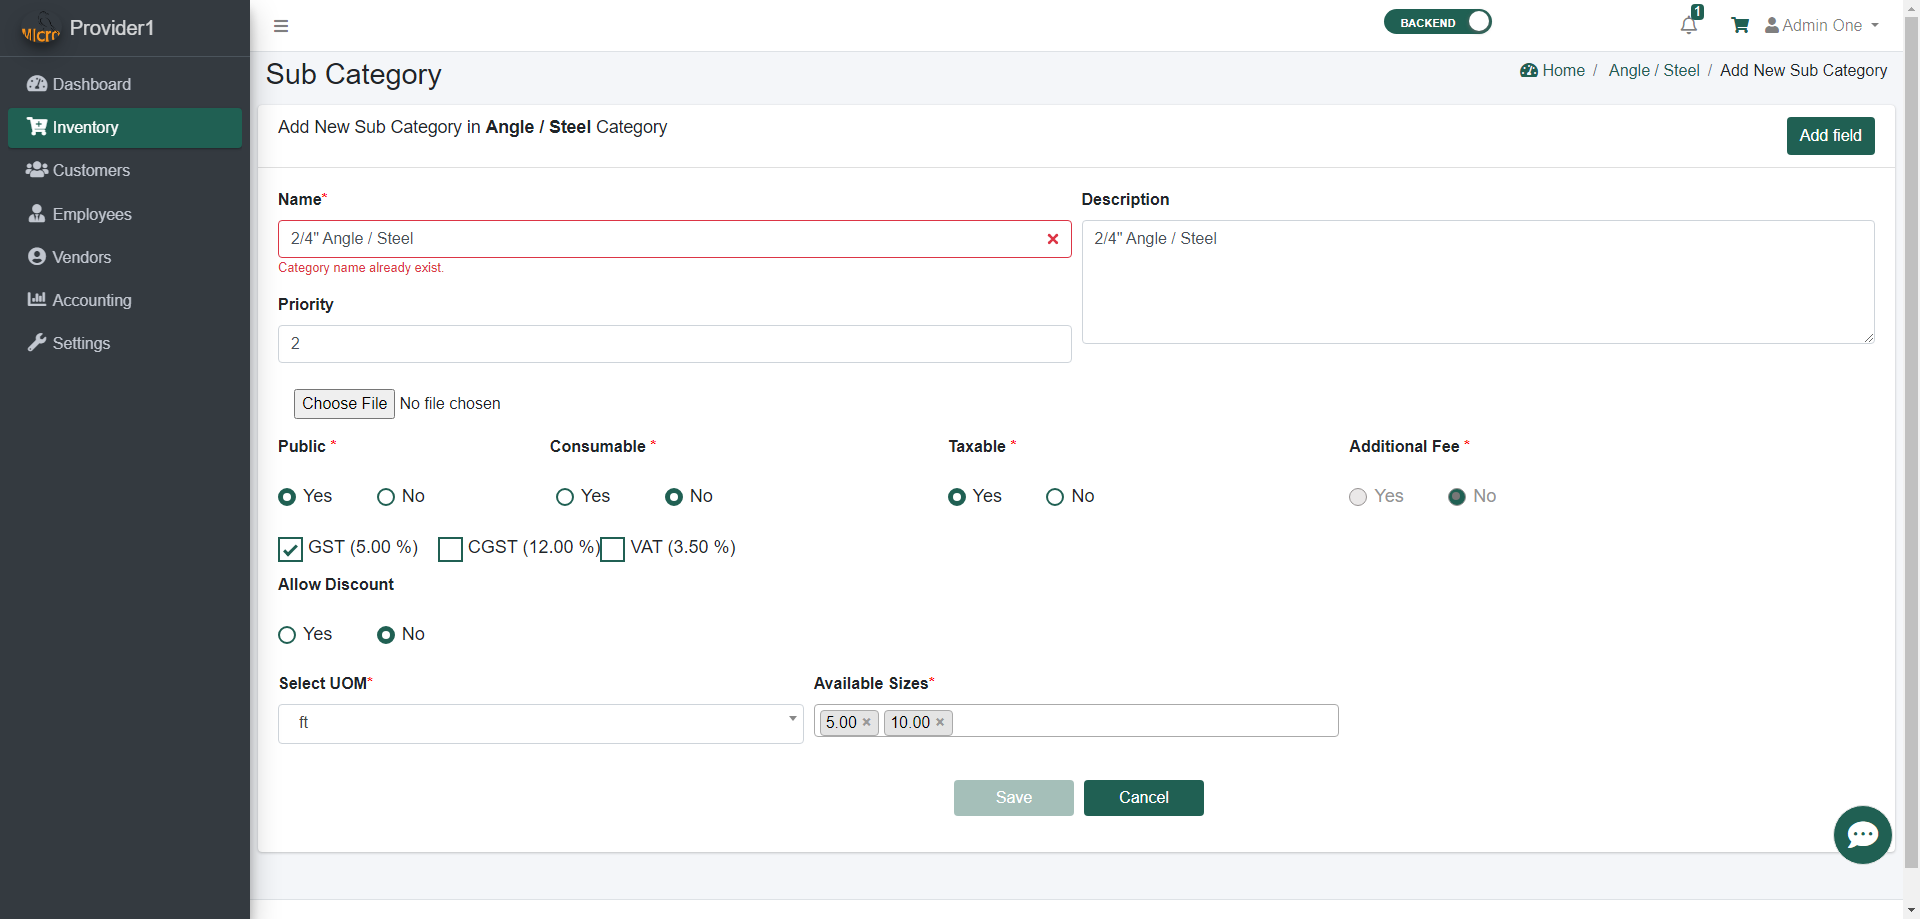 Micro
Provider1
BACKEND
1
Admin One
Dashboard
Inventory
Customers
Employees
Vendors
Accounting
Settings
Sub Category
Home / Angle / Steel / Add New Sub Category
Add New Sub Category in Angle / Steel Category
Add field
Name*
Description
2/4" Angle / Steel
2/4" Angle / Steel
Category name already exist.
Priority
2
Choose File No file chosen
Public *
Consumable *
Taxable *
Additional Fee *
Yes No
Yes No
Yes No
Yes No
GST (5.00 %) CGST (12.00 %) VAT (3.50 %)
Allow Discount
Yes No
Select UOM*
Available Sizes*
ft
5.00 × 10.00 ×
Save
Cancel